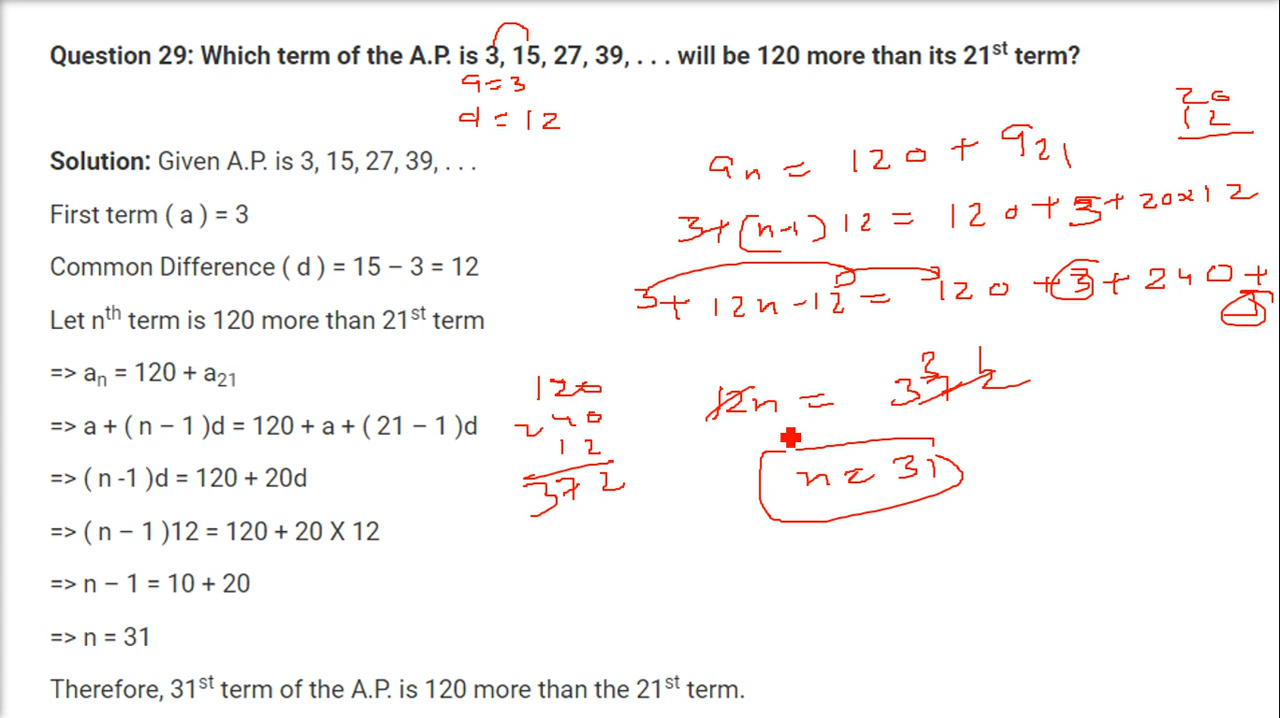 Question 29: Which term of the A.P. is 3, 15, 27, 39, . . . will be 120 more than its 21st term?
a = 3
d = 12
Solution: Given A.P. is 3, 15, 27, 39, . . .
First term ( a ) = 3
Common Difference ( d ) = 15 – 3 = 12
Let nth term is 120 more than 21st term
=> an = 120 + a21
=> a + ( n – 1 )d = 120 + a + ( 21 – 1 )d
=> ( n -1 )d = 120 + 20d
=> ( n – 1 )12 = 120 + 20 X 12
=> n – 1 = 10 + 20
=> n = 31
Therefore, 31st term of the A.P. is 120 more than the 21st term.
20
12
an = 120 + a21
3+(n-1)12 = 120+3+20x12
3+12n-12 = 120+3+240+
12n = 372
n = 31
120
240
12
372